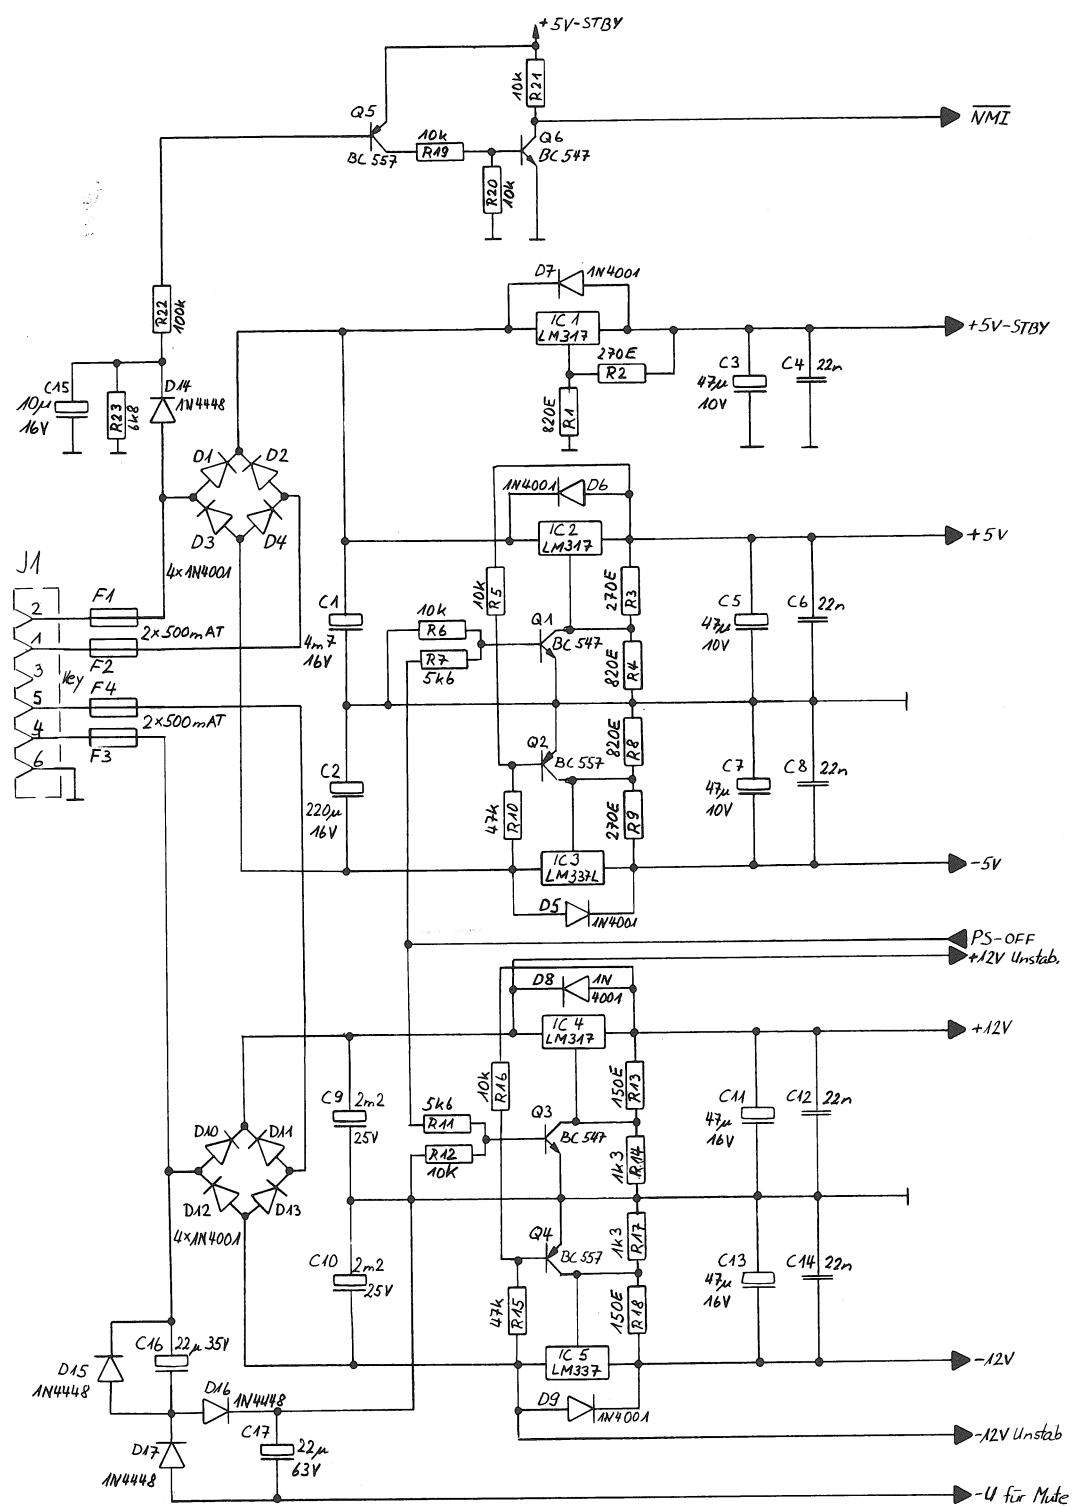 +5V-STBY
10k
R21
Q5
BC557
10k
R19
Q6
BC547
NMI
R20
10k
R22
100k
D7
1N4001
IC1
LM317
+5V-STBY
270E
R2
820E
R1
C3
47µ
10V
C4
22n
C15
10µ
16V
R23
6k8
D14
1N4448
D1
D2
D3
D4
4x1N4001
1N4001
D6
IC2
LM317
+5V
J1
2
1
3
5
4
6
Key
F1
2x500mAT
F2
F4
2x500mAT
F3
C1
4m7
16V
10k
R5
10k
R6
R7
5k6
Q1
BC547
270E
R3
820E
R4
C5
47µ
10V
C6
22n
Q2
BC557
820E
R8
C2
220µ
16V
47k
R10
270E
R9
C7
47µ
10V
C8
22n
IC3
LM337L
-5V
D5
1N4001
PS-OFF
+12V Unstab.
D8
1N
4001
IC4
LM317
+12V
10k
R16
150E
R13
C9
2m2
25V
5k6
R11
R12
10K
Q3
BC547
1k3
R14
C11
47µ
16V
C12
22n
D10
D11
D12
D13
4x1N4001
Q4
BC557
1k3
R17
C10
2m2
25V
47k
R15
150E
R18
C13
47µ
16V
C14
22n
IC5
LM337
-12V
C16
22µ 35V
D15
1N4448
D16
1N4448
D9
1N4001
C17
22µ
63V
D17
1N4448
-12V Unstab
-U für Mute